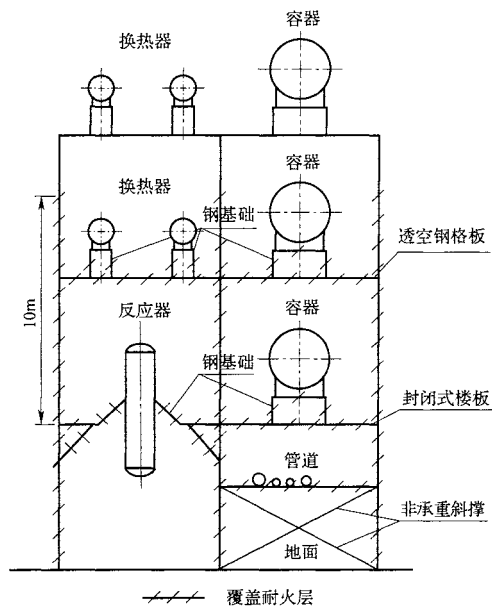 容器
换热器
容器
换热器
钢基础
透空钢格板
10m
反应器
容器
钢基础
封闭式楼板
管道
非承重斜撑
地面
覆盖耐火层